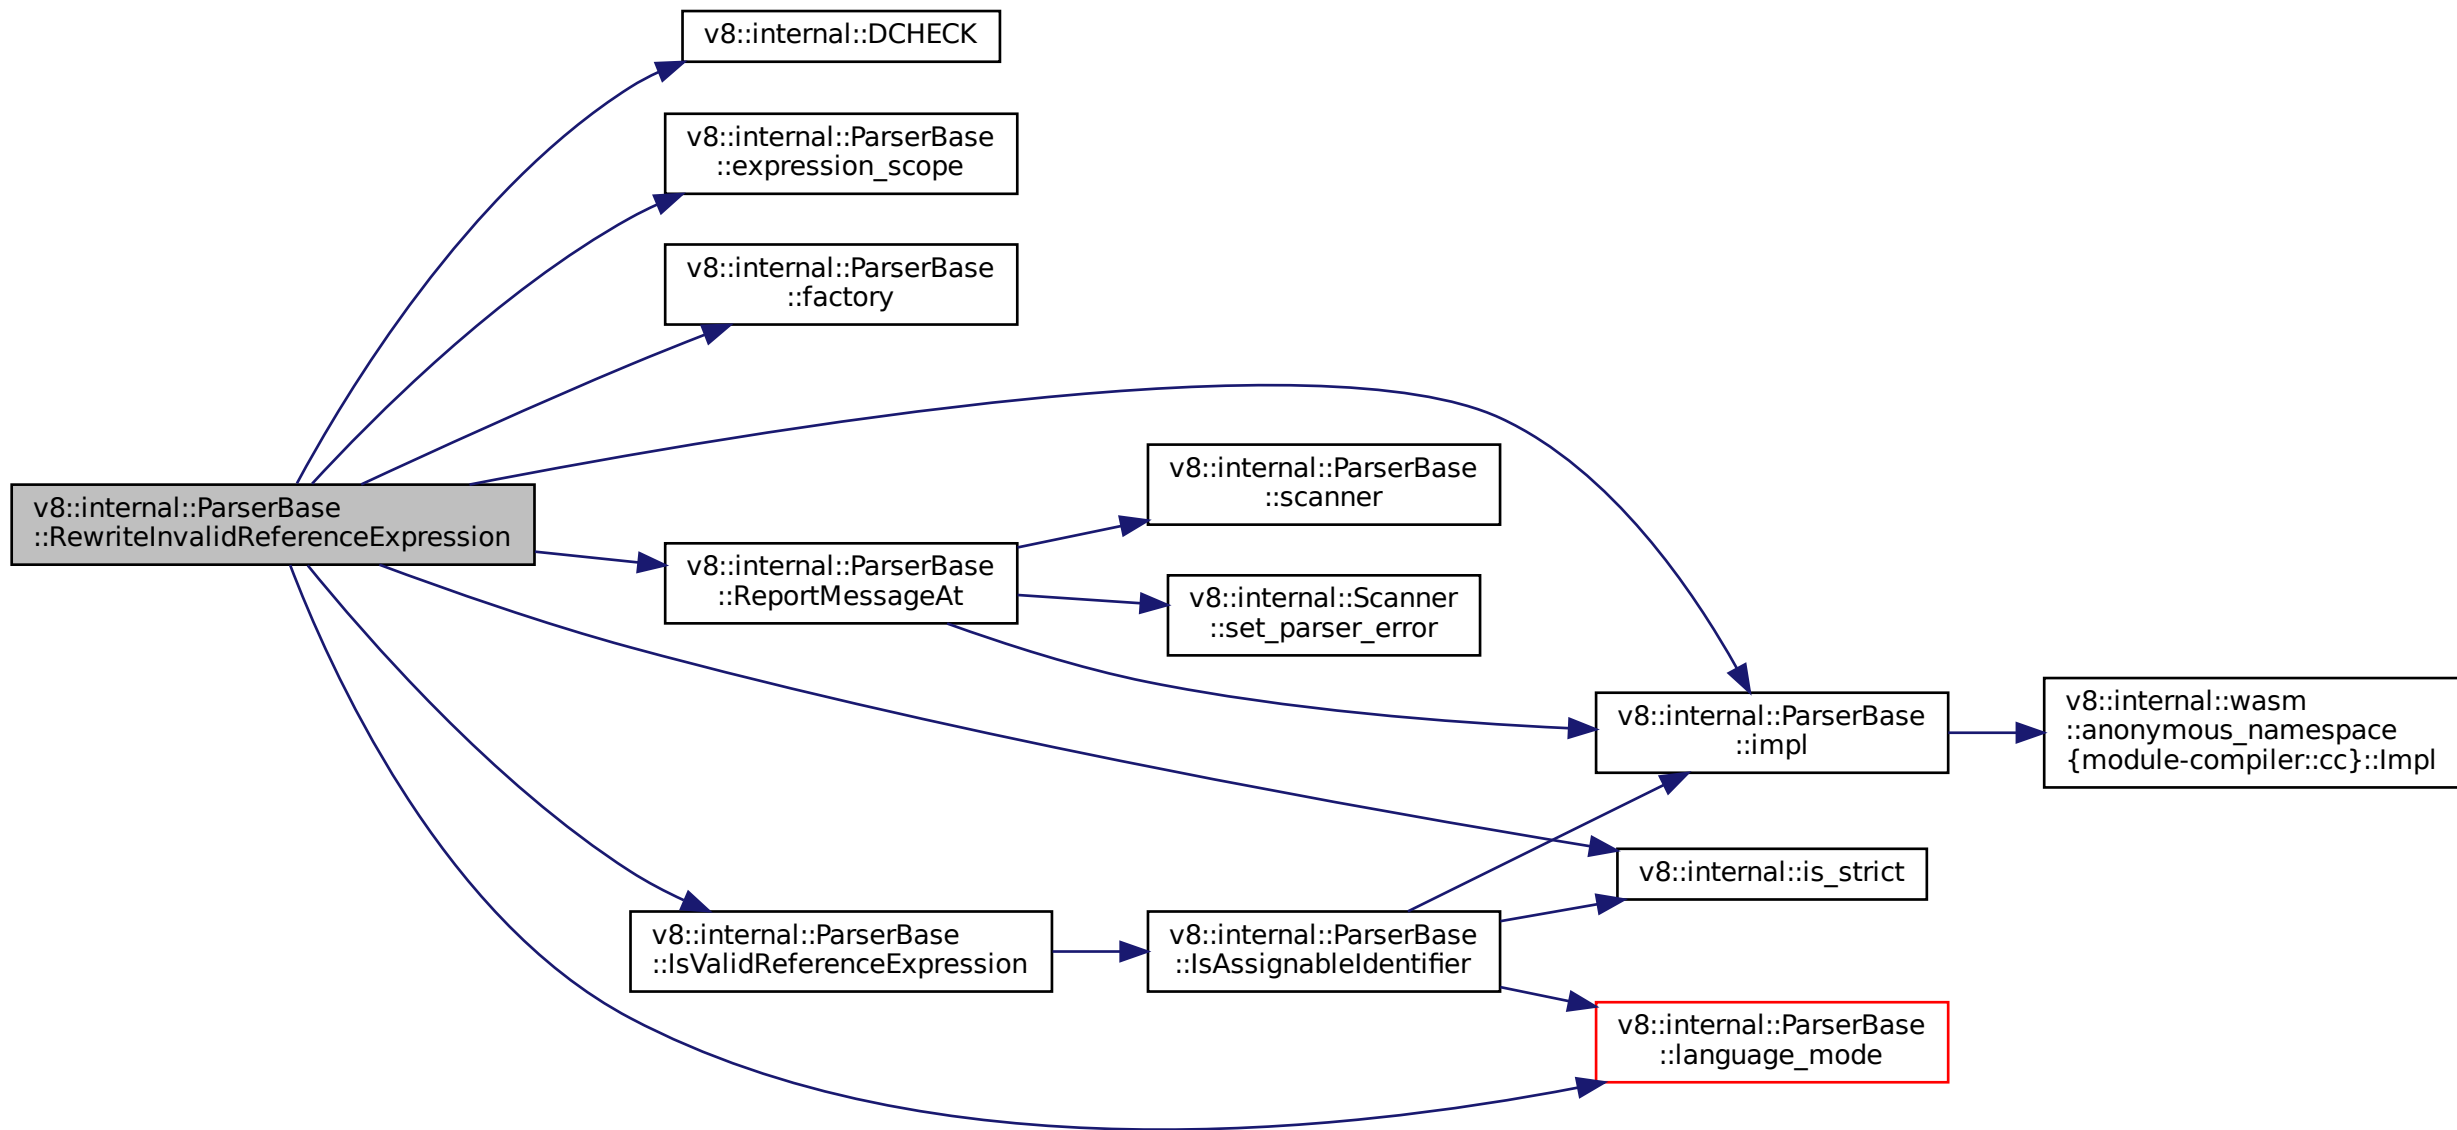 v8::internal::DCHECK
v8::internal::ParserBase
::expression_scope
v8::internal::ParserBase
::factory
v8::internal::ParserBase
::scanner
v8::internal::ParserBase
::RewriteInvalidReferenceExpression
v8::internal::ParserBase
::ReportMessageAt
v8::internal::Scanner
::set_parser_error
v8::internal::ParserBase
::impl
v8::internal::wasm
::anonymous_namespace
{module-compiler::cc}::Impl
v8::internal::is_strict
v8::internal::ParserBase
::IsValidReferenceExpression
v8::internal::ParserBase
::IsAssignableIdentifier
v8::internal::ParserBase
::language_mode